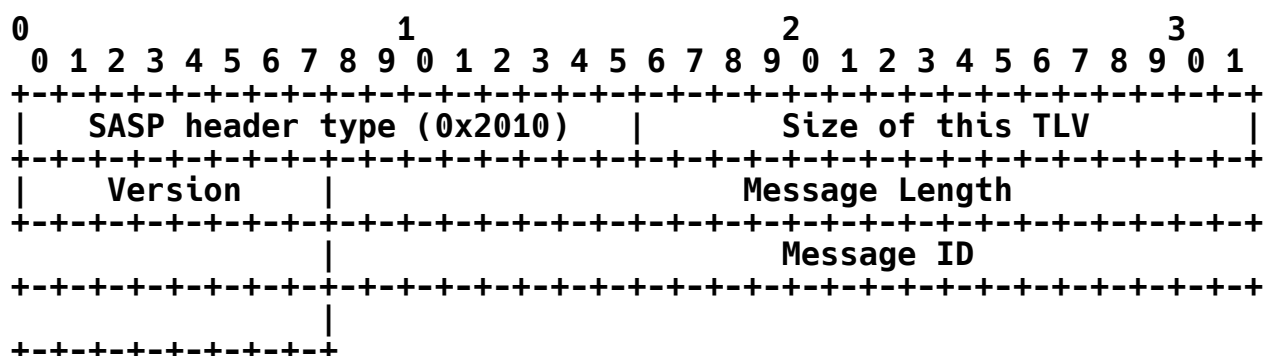 0                   1                   2                   3
 0 1 2 3 4 5 6 7 8 9 0 1 2 3 4 5 6 7 8 9 0 1 2 3 4 5 6 7 8 9 0 1
+-+-+-+-+-+-+-+-+-+-+-+-+-+-+-+-+-+-+-+-+-+-+-+-+-+-+-+-+-+-+-+-+
|   SASP header type (0x2010)   |       Size of this TLV        |
+-+-+-+-+-+-+-+-+-+-+-+-+-+-+-+-+-+-+-+-+-+-+-+-+-+-+-+-+-+-+-+-+
|    Version    |                     Message Length
+-+-+-+-+-+-+-+-+-+-+-+-+-+-+-+-+-+-+-+-+-+-+-+-+-+-+-+-+-+-+-+-+
                |                       Message ID
+-+-+-+-+-+-+-+-+-+-+-+-+-+-+-+-+-+-+-+-+-+-+-+-+-+-+-+-+-+-+-+-+
                |
+-+-+-+-+-+-+-+-+